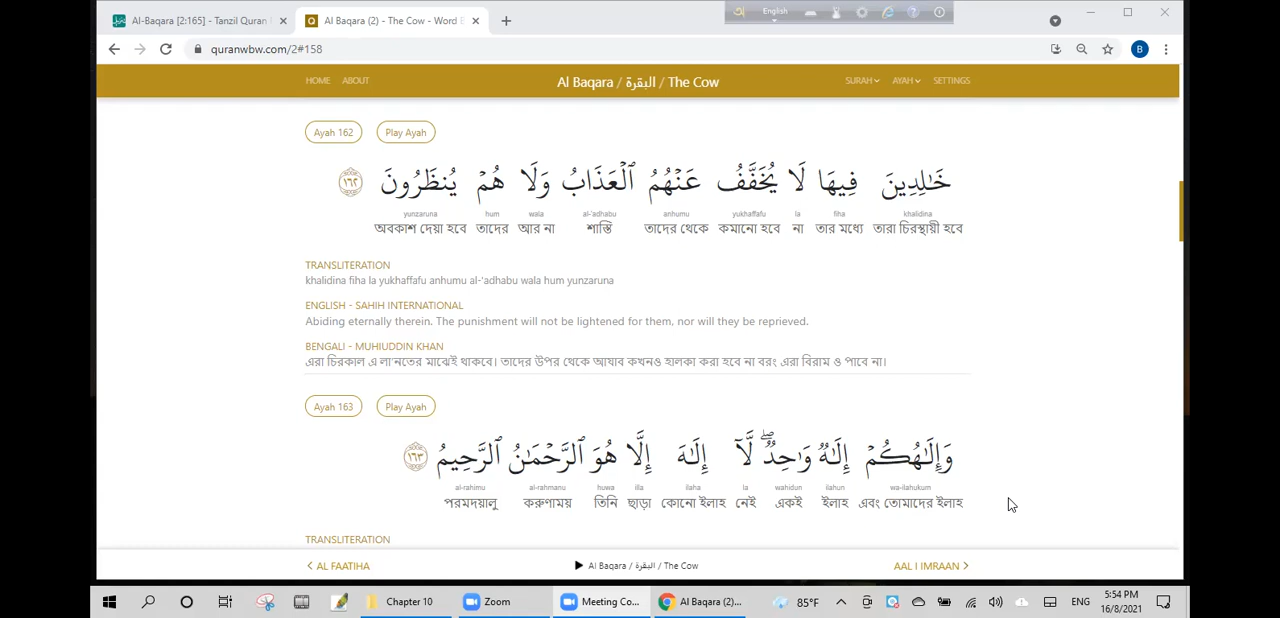 Al-Baqara [2:165] - Tanzil Quran
Al Baqara (2) - The Cow - Word
English
quranwbw.com/2#158
B
HOME ABOUT Al Baqara / البقرة / The Cow SURAH AYAH SETTINGS
Ayah 162 Play Ayah
خَـٰلِدِينَ فِيهَا لَا يُخَفَّفُ عَنْهُمُ ٱلْعَذَابُ وَلَا هُمْ يُنظَرُونَ ١٦٢
yunzaruna hum wala al-'adhabu anhumu yukhaffafu la fiha khalidina
অবকাশ দেয়া হবে তাদের আর না শাস্তি তাদের থেকে কমানো হবে না তার মধ্যে তারা চিরস্থায়ী হবে
TRANSLITERATION
khalidina fiha la yukhaffafu anhumu al-'adhabu wala hum yunzaruna
ENGLISH - SAHIH INTERNATIONAL
Abiding eternally therein. The punishment will not be lightened for them, nor will they be reprieved.
BENGALI - MUHIUDDIN KHAN
এরা চিরকাল এ লা'নতের মাঝেই থাকবে। তাদের উপর থেকে আযাব কখনও হালকা করা হবে না বরং এরা বিরাম ও পাবে না।
Ayah 163 Play Ayah
وَإِلَـٰهُكُمْ إِلَـٰهٌ وَٰحِدٌ ۖ لَّآ إِلَـٰهَ إِلَّا هُوَ ٱلرَّحْمَـٰنُ ٱلرَّحِيمُ ١٦٣
al-rahimu al-rahmanu huwa illa ilaha la wahidun ilahun wa-ilahukum
পরমদয়ালু করুণাময় তিনি ছাড়া কোনো ইলাহ নেই একই ইলাহ এবং তোমাদের ইলাহ
TRANSLITERATION
AL FAATIHA Al Baqara / البقرة / The Cow AAL I IMRAAN
Chapter 10 Zoom Meeting Co... Al Baqara (2)... 85°F ENG 5:54 PM
16/8/2021